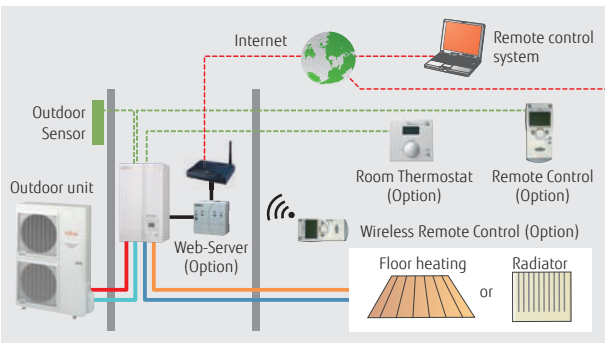 Internet
Remote control
system
Outdoor
Sensor
Outdoor unit
Room Thermostat
(Option)
Remote Control
(Option)
Web-Server
(Option)
Wireless Remote Control (Option)
Floor heating
or
Radiator